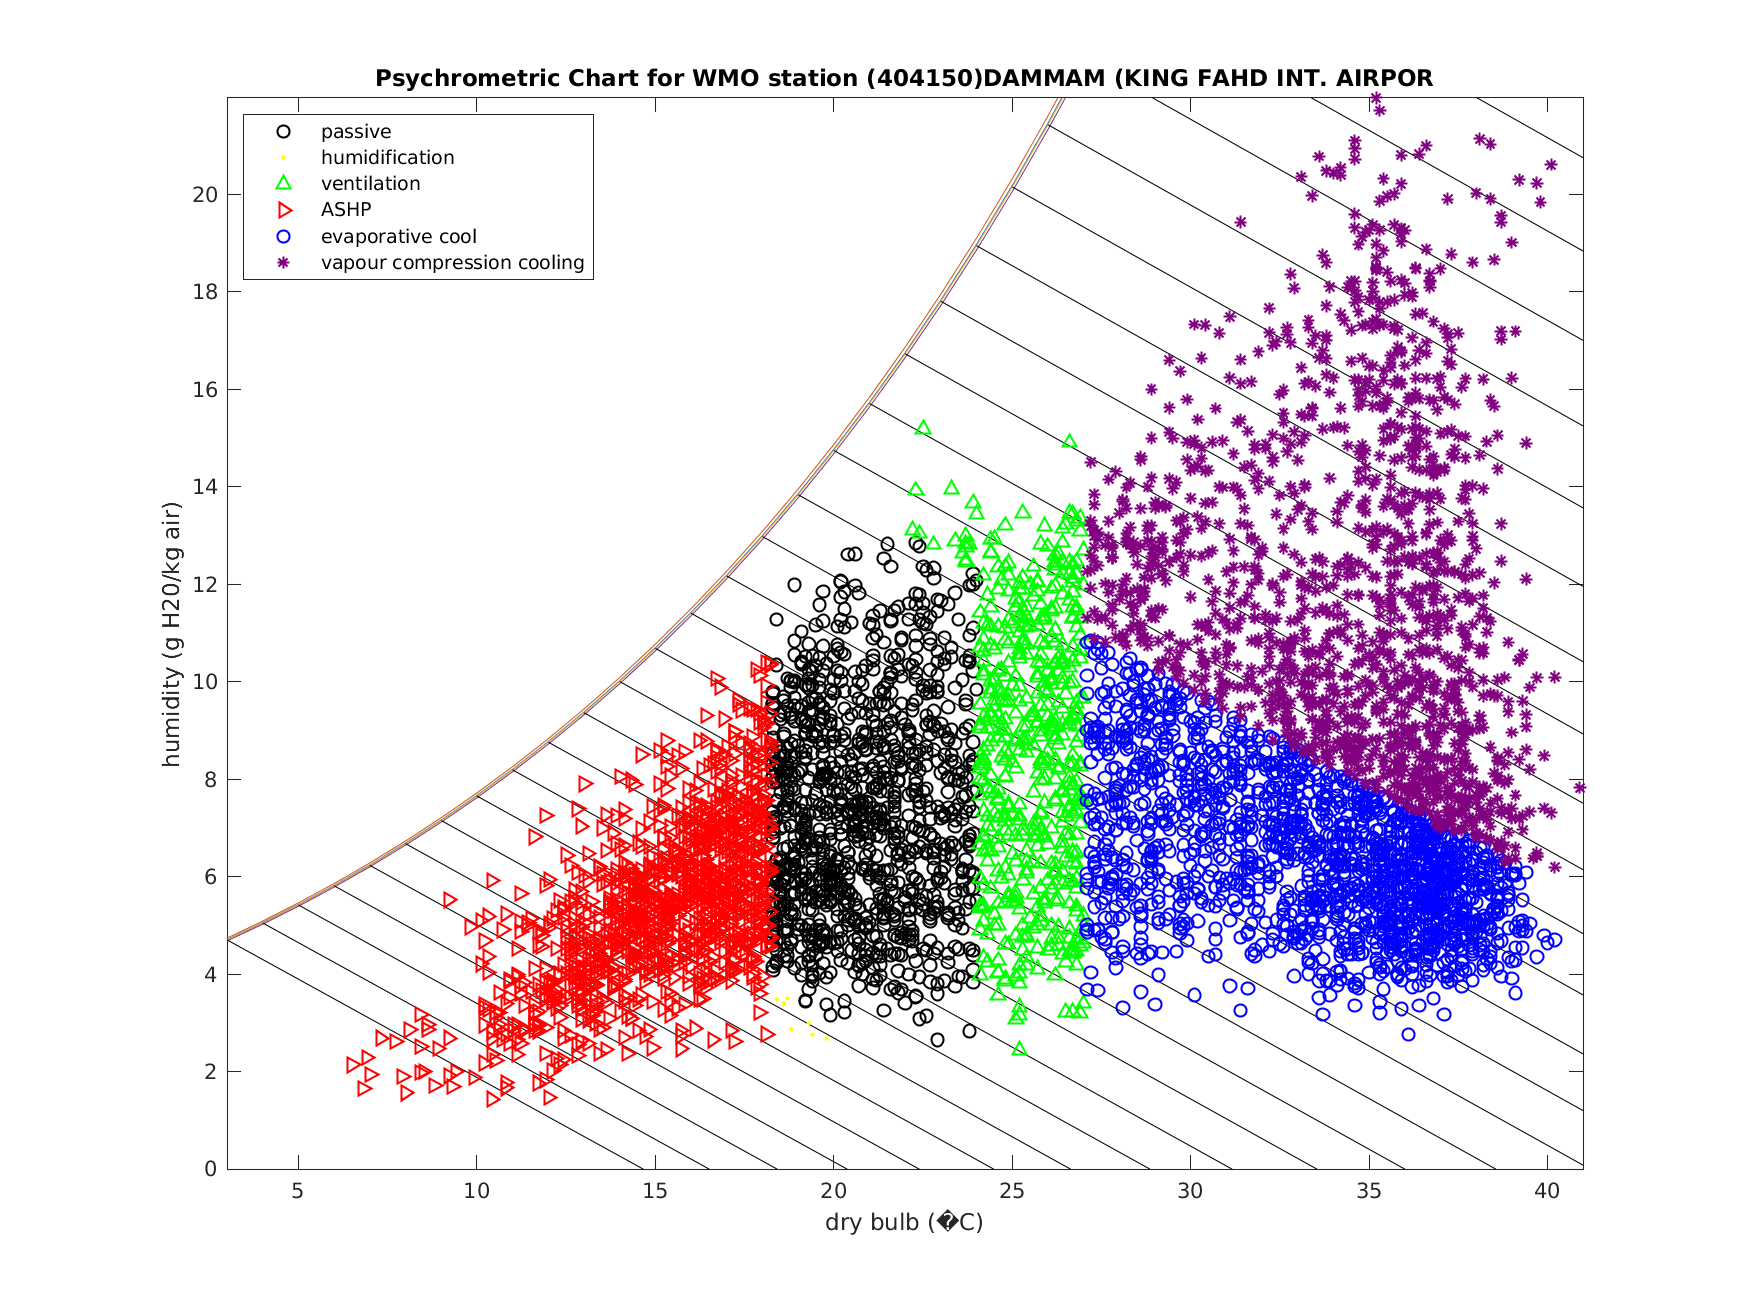 Psychrometric Chart for WMO station (404150)DAMMAM (KING FAHD INT. AIRPOR
passive
humidification
ventilation
ASHP
evaporative cool
vapour compression cooling
20
18
16
14
12
10
8
6
4
2
0
humidity (g H20/kg air)
5 10 15 20 25 30 35 40
dry bulb (�C)